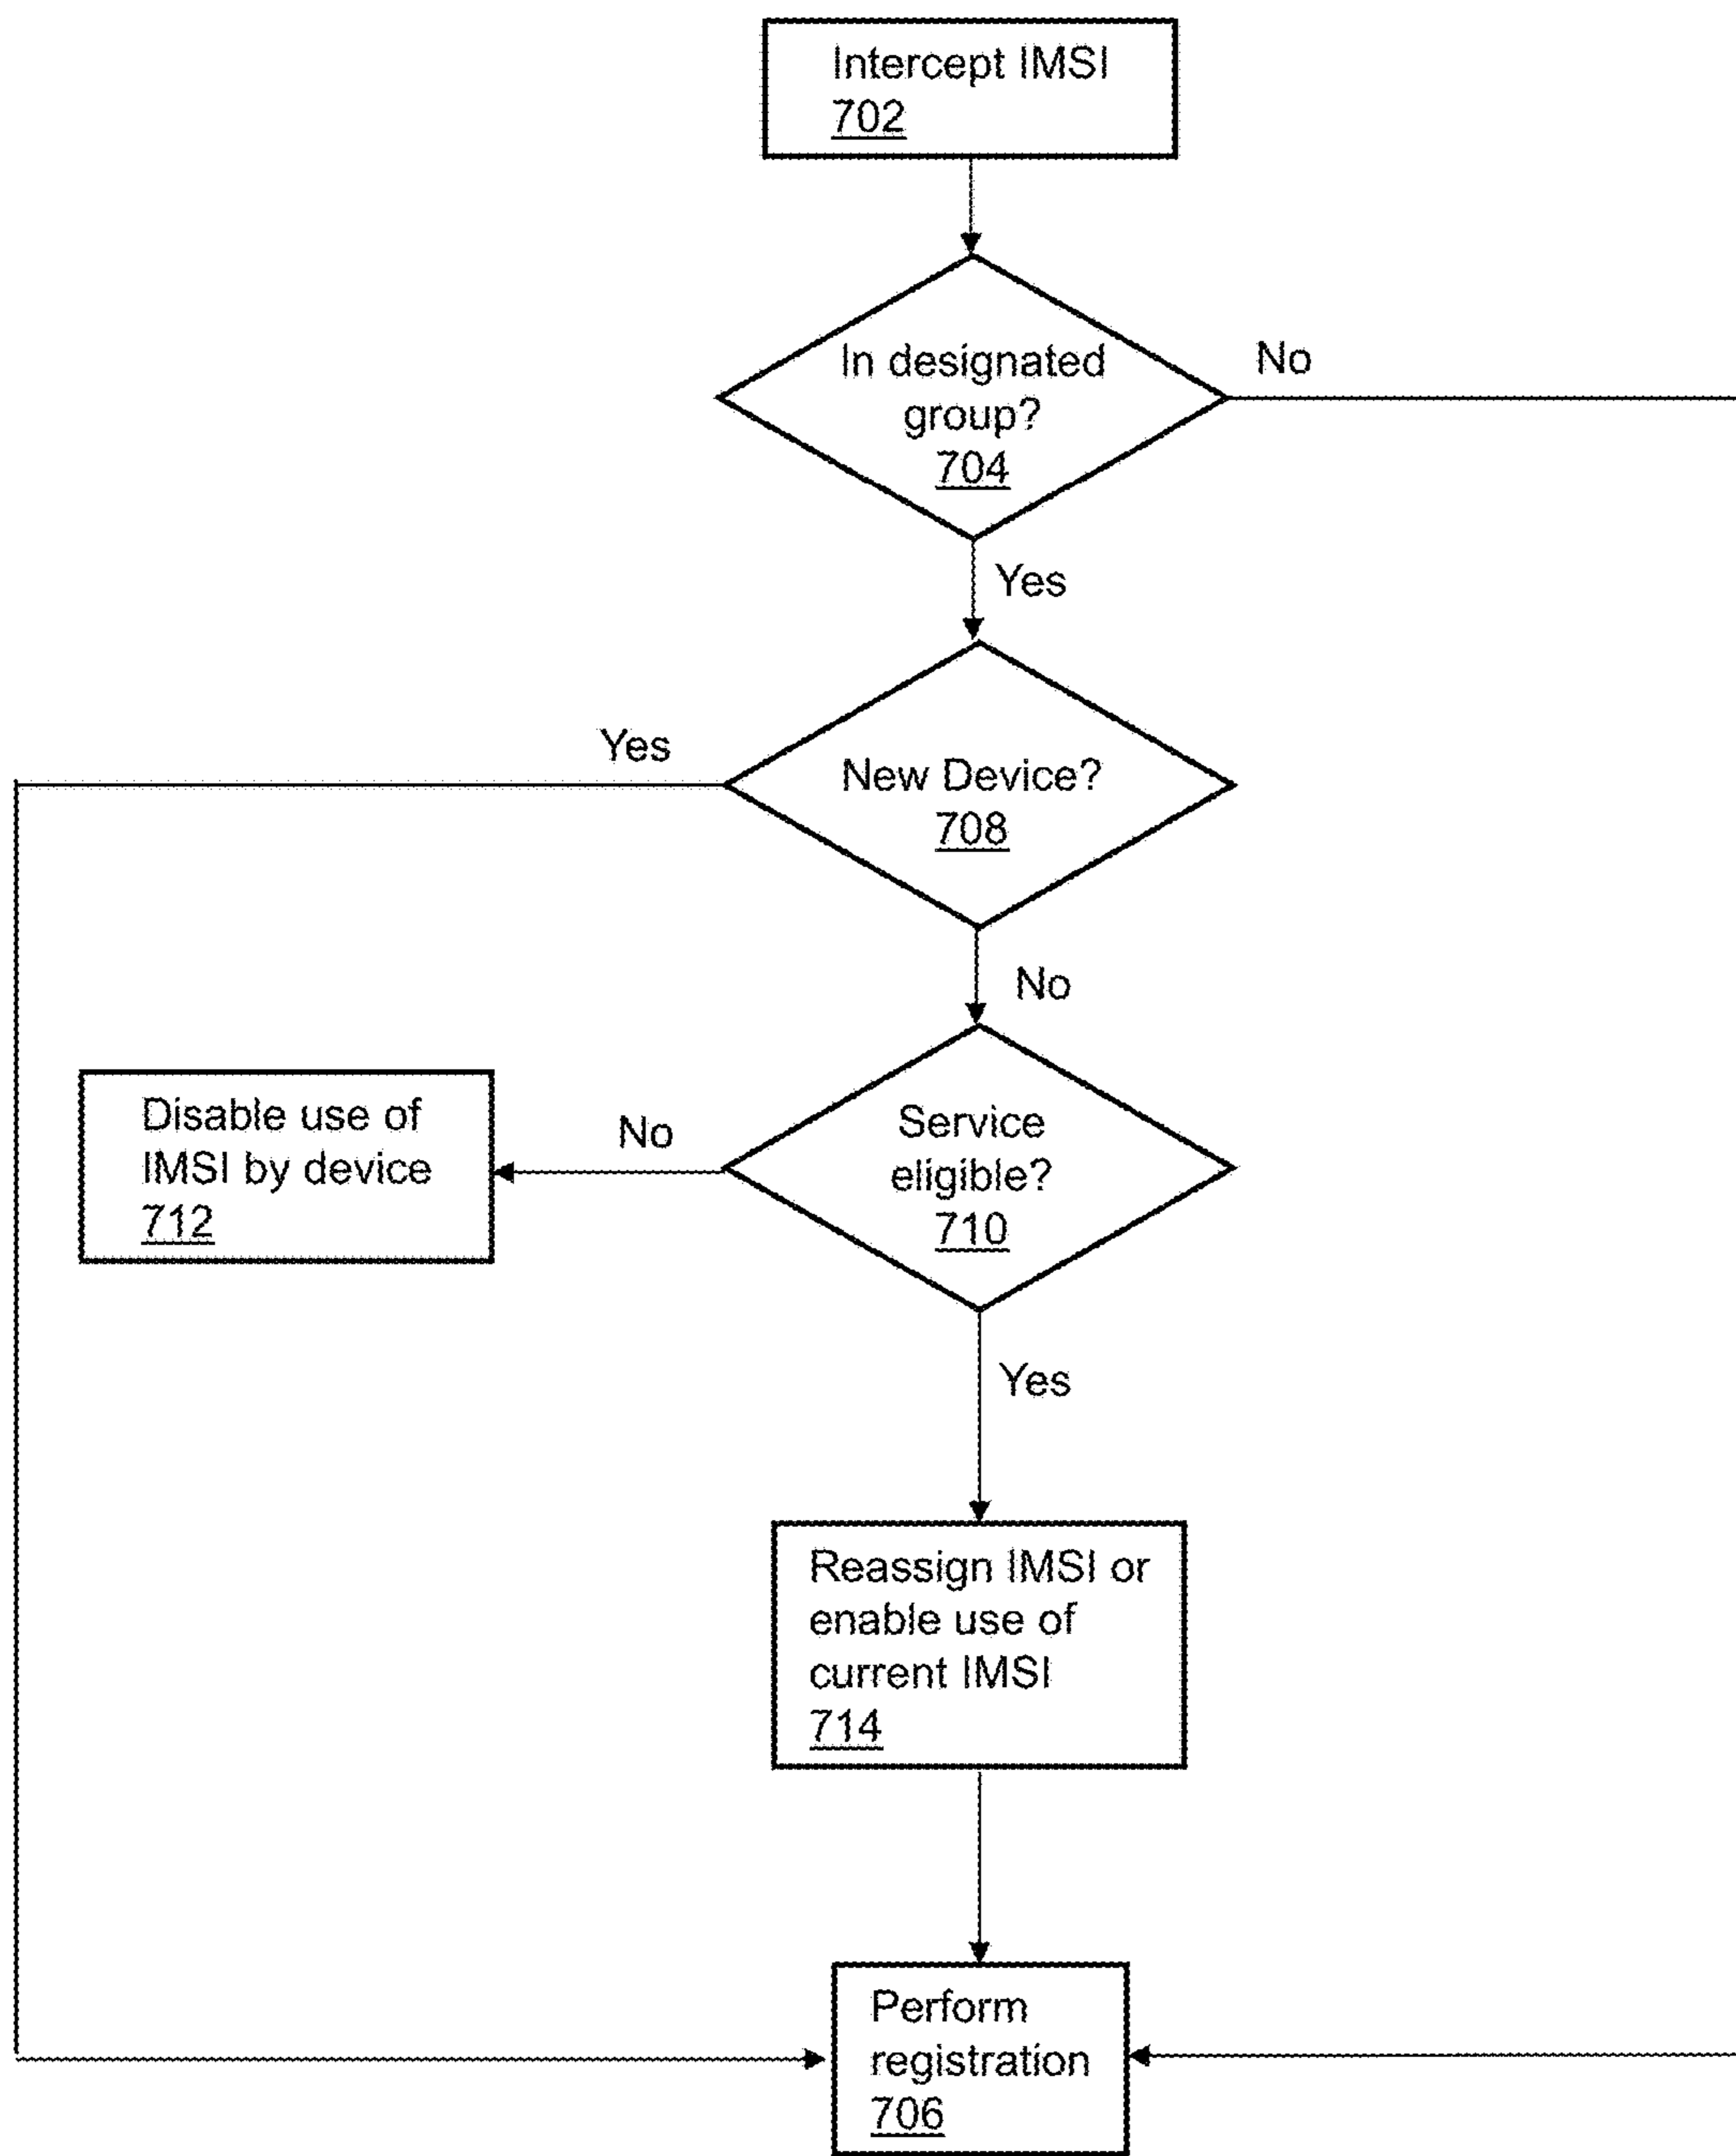 Intercept IMSI
702
In designated
group?
704
No
Yes
New Device?
708
Yes
No
Service
eligible?
710
No
Disable use of
IMSI by device
712
Yes
Reassign IMSI or
enable use of
current IMSI
714
Perform
registration
706